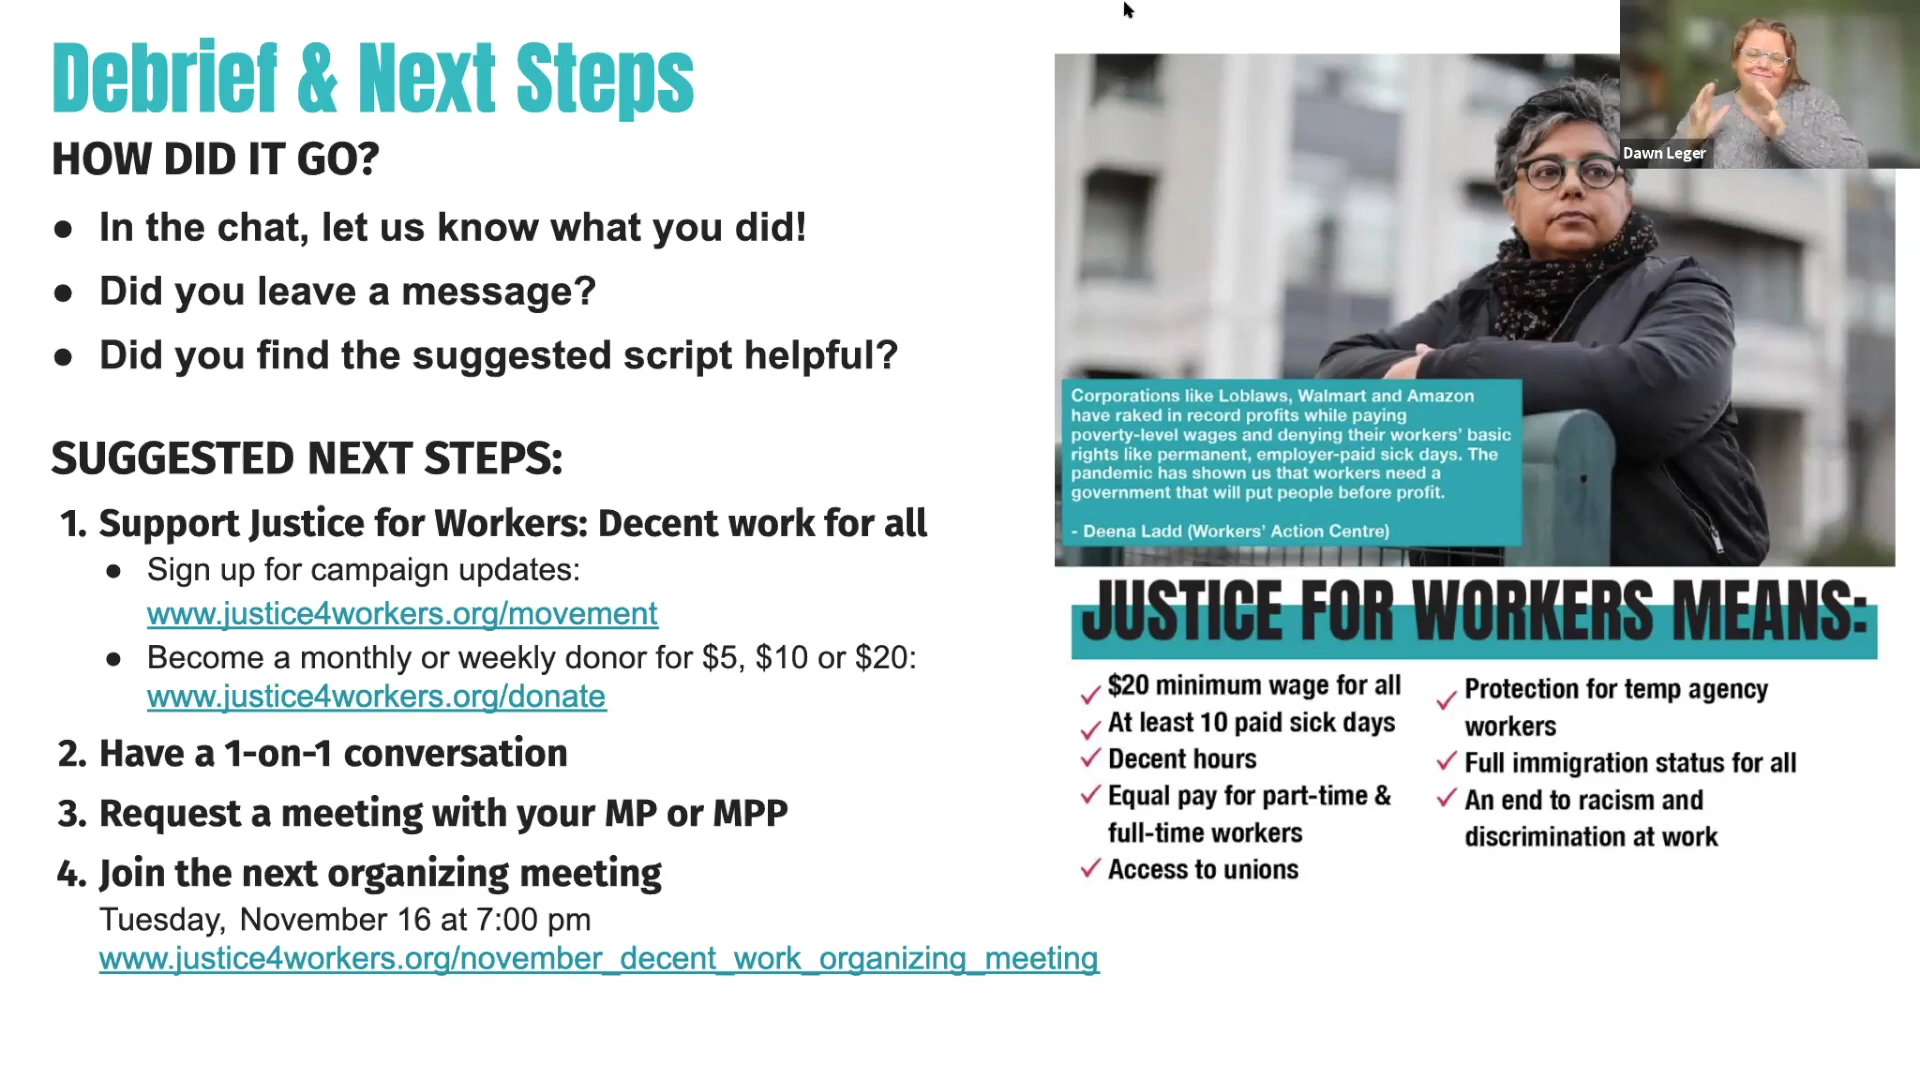 Debrief & Next Steps
HOW DID IT GO?
● In the chat, let us know what you did!
● Did you leave a message?
● Did you find the suggested script helpful?
SUGGESTED NEXT STEPS:
1. Support Justice for Workers: Decent work for all
● Sign up for campaign updates:
www.justice4workers.org/movement
● Become a monthly or weekly donor for $5, $10 or $20:
www.justice4workers.org/donate
2. Have a 1-on-1 conversation
3. Request a meeting with your MP or MPP
4. Join the next organizing meeting
Tuesday, November 16 at 7:00 pm
www.justice4workers.org/november_decent_work_organizing_meeting
Dawn Leger
Corporations like Loblaws, Walmart and Amazon
have raked in record profits while paying
poverty-level wages and denying their workers’ basic
rights like permanent, employer-paid sick days. The
pandemic has shown us that workers need a
government that will put people before profit.
- Deena Ladd (Workers’ Action Centre)
JUSTICE FOR WORKERS MEANS:
✓ $20 minimum wage for all
✓ At least 10 paid sick days
✓ Decent hours
✓ Equal pay for part-time &
full-time workers
✓ Access to unions
✓ Protection for temp agency
workers
✓ Full immigration status for all
✓ An end to racism and
discrimination at work